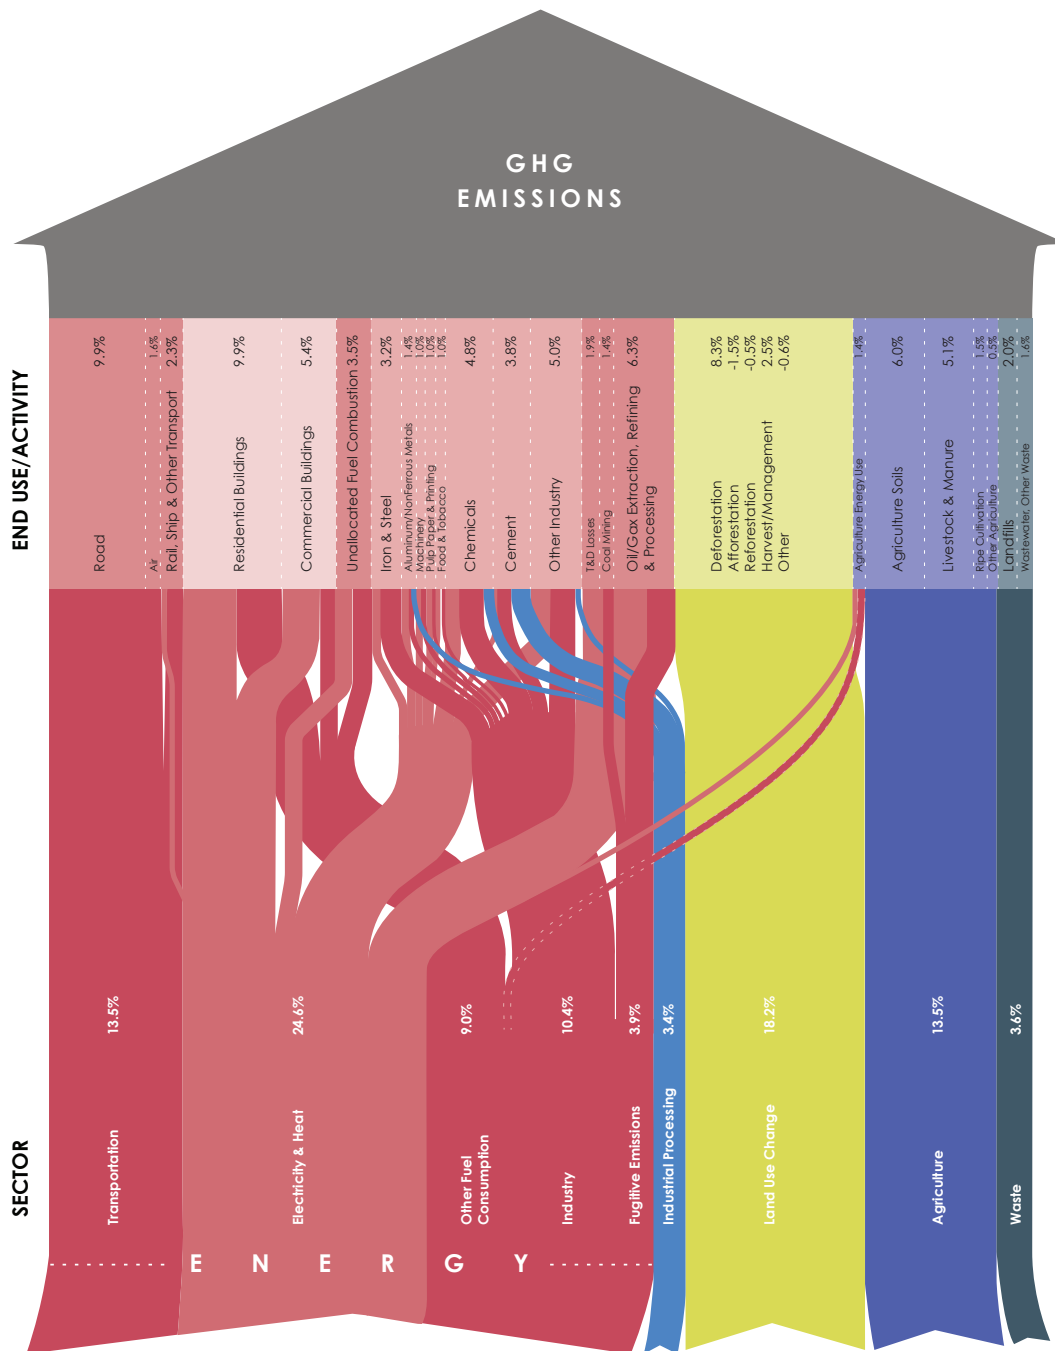 GHG
EMISSIONS
END USE/ACTIVITY
Road 9.9%
Air 1.6%
Rail, Ship & Other Transport 2.3%
Residential Buildings 9.9%
Commercial Buildings 5.4%
Unallocated Fuel Combustion 3.5%
Iron & Steel 3.2%
Aluminum/NonFerrous Metals 1.4%
Machinery 1.0%
Pulp Paper & Printing 1.0%
Food & Tobacco 1.0%
Chemicals 4.8%
Cement 3.8%
Other Industry 5.0%
T&D Losses 1.9%
Coal Mining 1.4%
Oil/Gax Extraction, Refining 6.3%
& Processing
Deforestation 8.3%
Afforestation -1.5%
Reforestation -0.5%
Harvest/Management 2.5%
Other -0.6%
Agriculture Energy Use 1.4%
Agriculture Soils 6.0%
Livestock & Manure 5.1%
Ripe Cultivation 1.5%
Other Agriculture 0.5%
Landfills 2.0%
Wastewater, Other Waste 1.6%
SECTOR
Transportation 13.5%
Electricity & Heat 24.6%
Other Fuel 9.0%
Consumption
Industry 10.4%
Fugitive Emissions 3.9%
Industrial Processing 3.4%
Land Use Change 18.2%
Agriculture 13.5%
Waste 3.6%
ENERGY